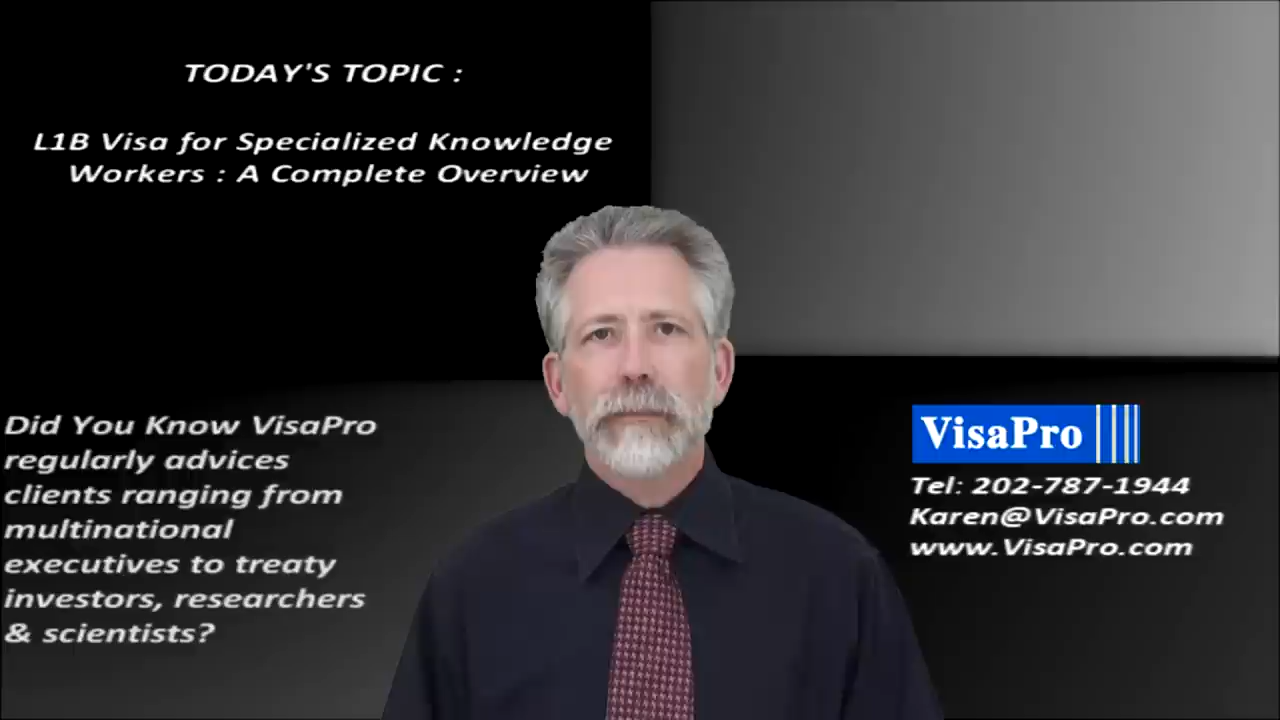 TODAY'S TOPIC :
L1B Visa for Specialized Knowledge
Workers : A Complete Overview
Did You Know VisaPro
regularly advices
clients ranging from
multinational
executives to treaty
investors, researchers
& scientists?
VisaPro
Tel: 202-787-1944
Karen@VisaPro.com
www.VisaPro.com